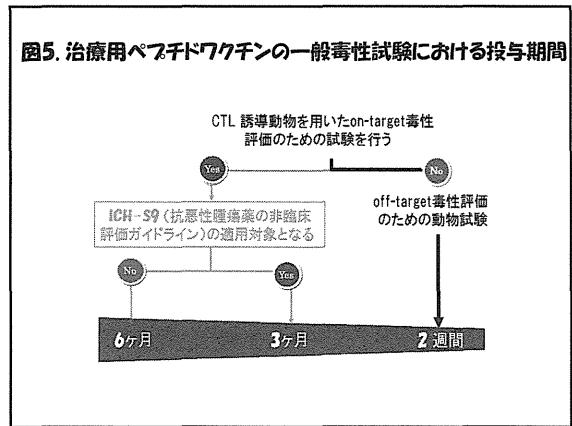 図5. 治療用ペプチドワクチンの一般毒性試験における投与期間
CTL 誘導動物を用いたon-target毒性
評価のための試験を行う
Yes
No
ICH-S9 (抗悪性腫瘍薬の非臨床
評価ガイドライン)の適用対象となる
off-target毒性評価
のための動物試験
No
Yes
6ヶ月
3ヶ月
2 週間